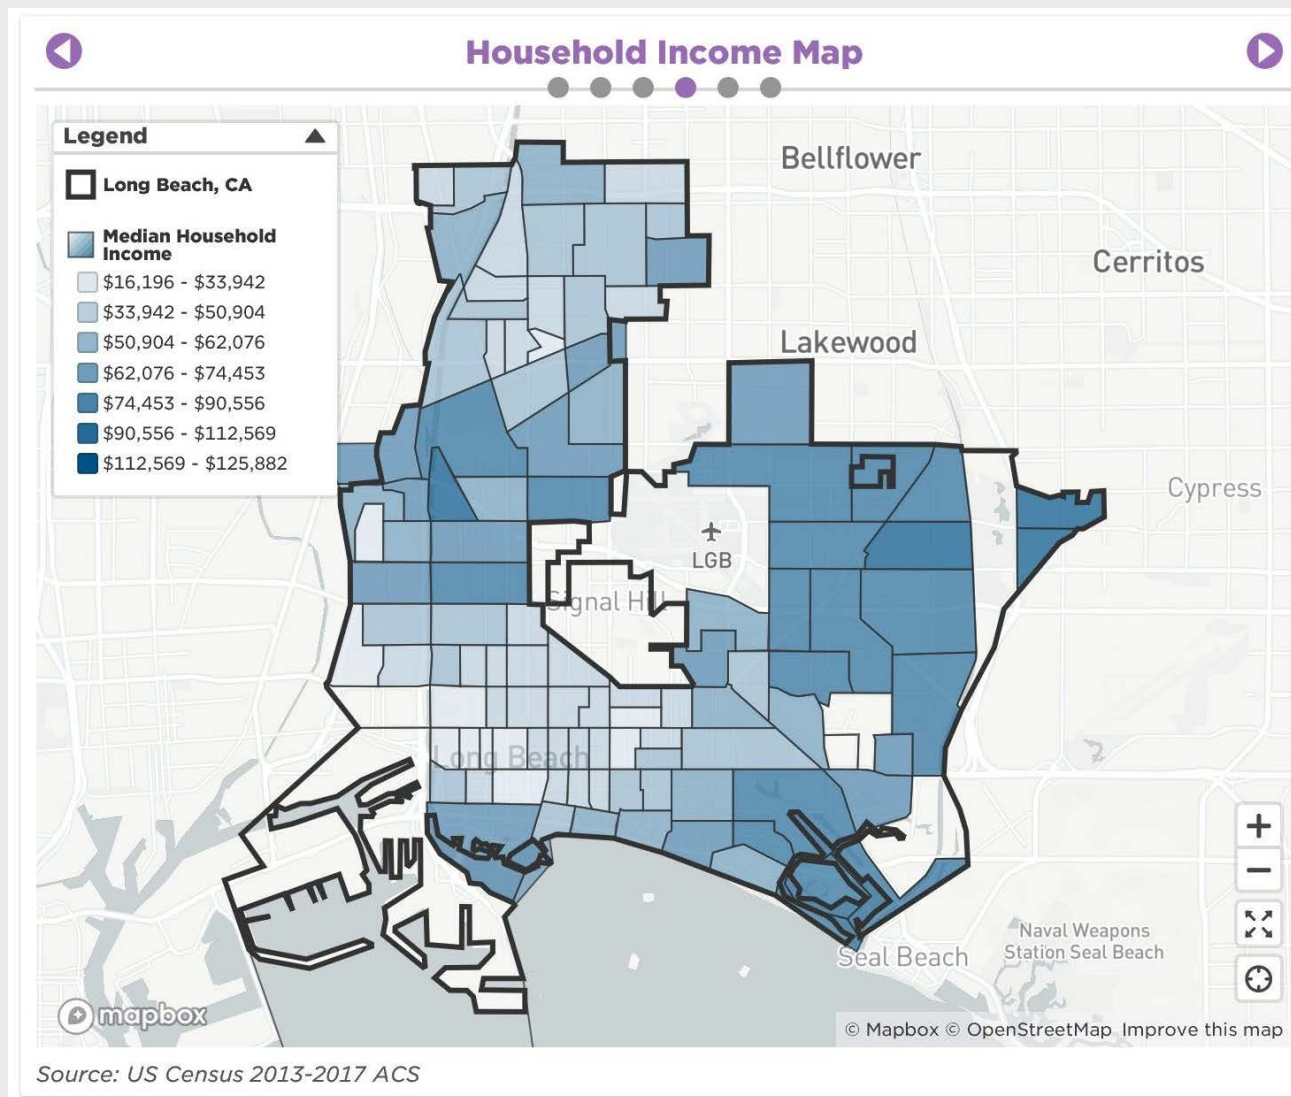 Household Income Map
Legend
Long Beach, CA
Median Household
Income
$16,196 - $33,942
$33,942 - $50,904
$50,904 - $62,076
$62,076 - $74,453
$74,453 - $90,556
$90,556 - $112,569
$112,569 - $125,882
Bellflower
Cerritos
Lakewood
Cypress
LGB
Signal Hill
Long Beach
Naval Weapons
Station Seal Beach
Seal Beach
mapbox
© Mapbox © OpenStreetMap Improve this map
Source: US Census 2013-2017 ACS